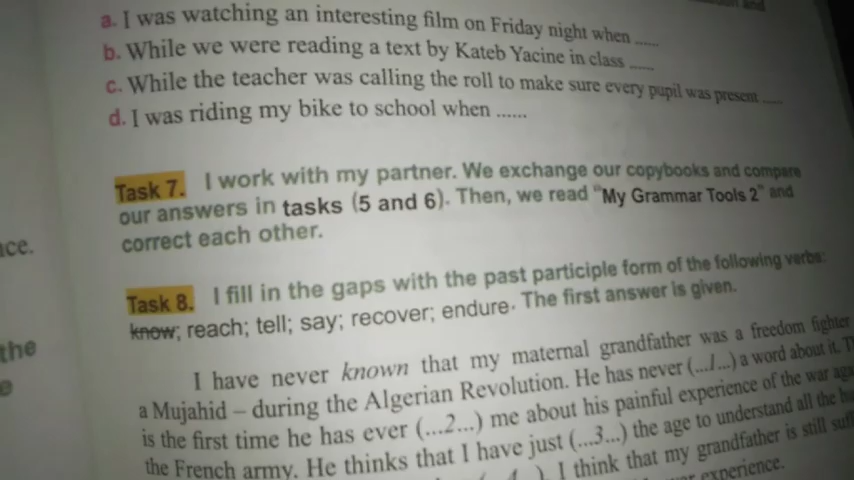 a. I was watching an interesting film on Friday night when ......
b. While we were reading a text by Kateb Yacine in class ......
c. While the teacher was calling the roll to make sure every pupil was present ......
d. I was riding my bike to school when ......
Task 7. I work with my partner. We exchange our copybooks and compare
our answers in tasks (5 and 6). Then, we read "My Grammar Tools 2" and
correct each other.
nce.
Task 8. I fill in the gaps with the past participle form of the following verbs:
know; reach; tell; say; recover; endure. The first answer is given.
the
e
I have never known that my maternal grandfather was a freedom fighter
a Mujahid – during the Algerian Revolution. He has never (...1...) a word about it.
is the first time he has ever (...2...) me about his painful experience of the war
the French army. He thinks that I have just (...3...) the age to understand all the
I think that my grandfather is still
experience.